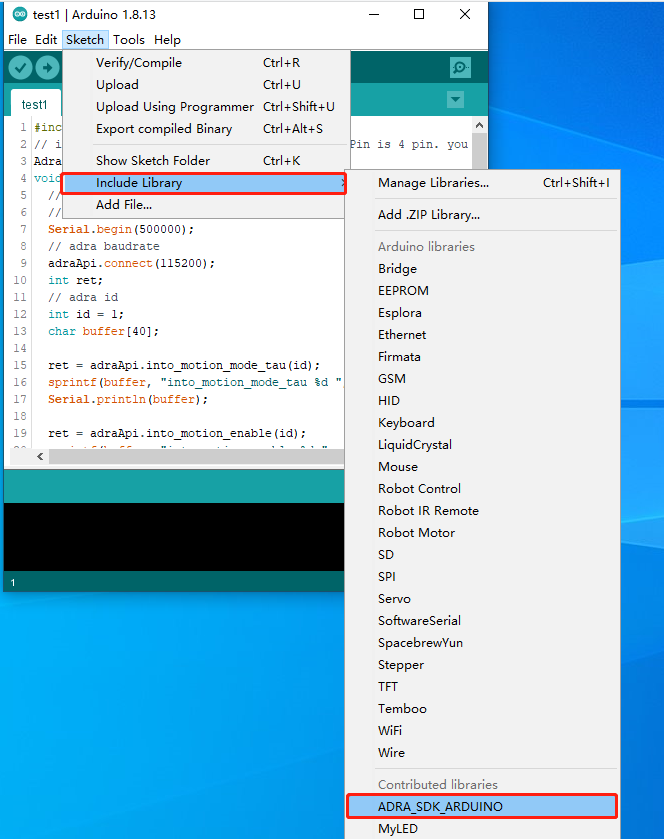 test1 | Arduino 1.8.13
File Edit Sketch Tools Help
Verify/Compile Ctrl+R
Upload Ctrl+U
Upload Using Programmer Ctrl+Shift+U
Export compiled Binary Ctrl+Alt+S
Show Sketch Folder Ctrl+K
Include Library
Add File...
test1
1 #inc
2 // i Pin is 4 pin. you
3 Adra
4 void
5 //
6 //
7 Serial.begin(500000);
8 // adra baudrate
9 adraApi.connect(115200);
10 int ret;
11 // adra id
12 int id = 1;
13 char buffer[40];
14
15 ret = adraApi.into_motion_mode_tau(id);
16 sprintf(buffer, "into_motion_mode_tau %d "
17 Serial.println(buffer);
18
19 ret = adraApi.into_motion_enable(id);
1
Manage Libraries... Ctrl+Shift+I
Add .ZIP Library...
Arduino libraries
Bridge
EEPROM
Esplora
Ethernet
Firmata
GSM
HID
Keyboard
LiquidCrystal
Mouse
Robot Control
Robot IR Remote
Robot Motor
SD
SPI
Servo
SoftwareSerial
SpacebrewYun
Stepper
TFT
Temboo
WiFi
Wire
Contributed libraries
ADRA_SDK_ARDUINO
MyLED